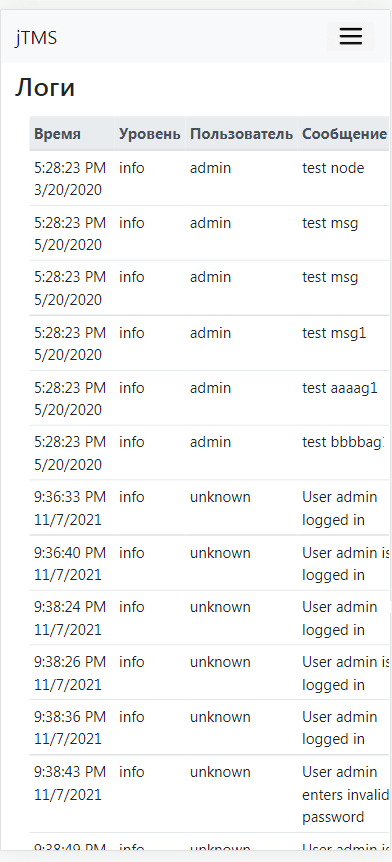 jTMS
Логи
Время Уровень Пользователь Сообщение
5:28:23 PM info admin test node
3/20/2020
5:28:23 PM info admin test msg
5/20/2020
5:28:23 PM info admin test msg
5/20/2020
5:28:23 PM info admin test msg1
5/20/2020
5:28:23 PM info admin test aaaag1
5/20/2020
5:28:23 PM info admin test bbbbag
5/20/2020
9:36:33 PM info unknown User admin
11/7/2021 logged in
9:36:40 PM info unknown User admin is
11/7/2021 logged in
9:38:24 PM info unknown User admin
11/7/2021 logged in
9:38:26 PM info unknown User admin is
11/7/2021 logged in
9:38:36 PM info unknown User admin
11/7/2021 logged in
9:38:43 PM info unknown User admin
11/7/2021 enters invalid
password
9:38:49 PM info unknown User admin is